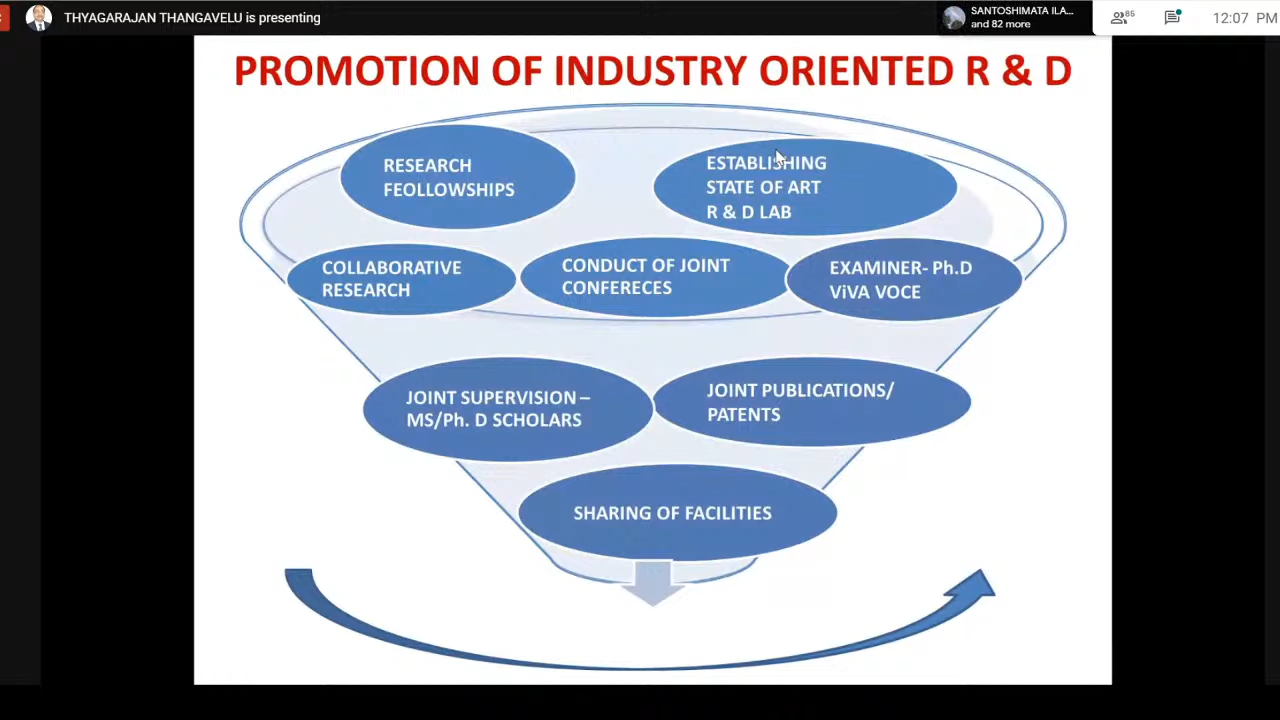 THYAGARAJAN THANGAVELU is presenting
SANTOSHIMATA ILA...
and 82 more
85
12:07 PM
PROMOTION OF INDUSTRY ORIENTED R & D
RESEARCH
FEOLLOWSHIPS
ESTABLISHING
STATE OF ART
R & D LAB
COLLABORATIVE
RESEARCH
CONDUCT OF JOINT
CONFERECES
EXAMINER- Ph.D
ViVA VOCE
JOINT SUPERVISION –
MS/Ph. D SCHOLARS
JOINT PUBLICATIONS/
PATENTS
SHARING OF FACILITIES